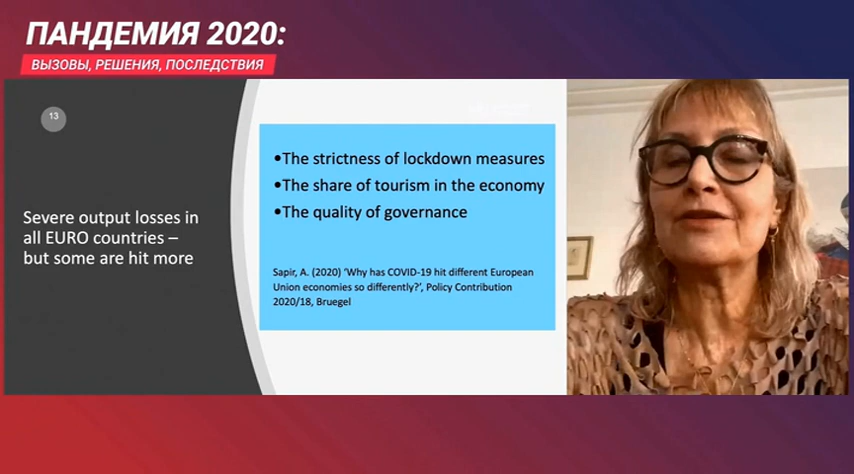 ПАНДЕМИЯ 2020:
ВЫЗОВЫ, РЕШЕНИЯ, ПОСЛЕДСТВИЯ
13
Severe output losses in
all EURO countries –
but some are hit more
•The strictness of lockdown measures
•The share of tourism in the economy
•The quality of governance
Sapir, A. (2020) ‘Why has COVID-19 hit different European
Union economies so differently?’, Policy Contribution
2020/18, Bruegel